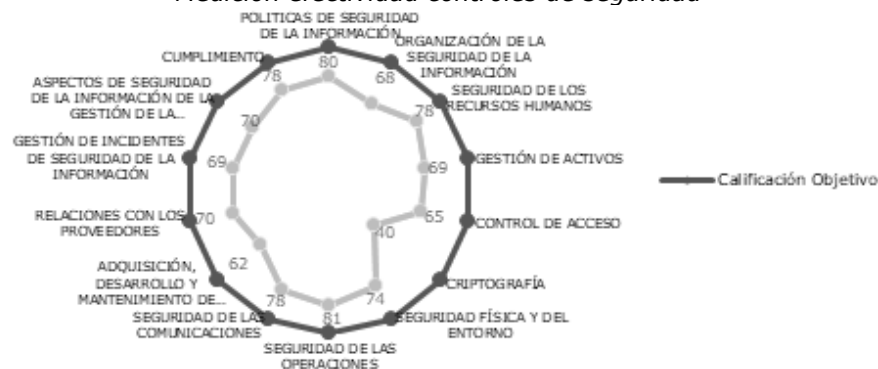 Medición efectividad controles de seguridad
POLITICAS DE SEGURIDAD
DE LA INFORMACIÓN
ORGANIZACIÓN DE LA
SEGURIDAD DE LA
INFORMACIÓN
SEGURIDAD DE LOS
RECURSOS HUMANOS
GESTIÓN DE ACTIVOS
CONTROL DE ACCESO
CRIPTOGRAFÍA
SEGURIDAD FÍSICA Y DEL
ENTORNO
SEGURIDAD DE LAS
OPERACIONES
SEGURIDAD DE LAS
COMUNICACIONES
ADQUISICIÓN,
DESARROLLO Y
MANTENIMIENTO DE...
RELACIONES CON LOS
PROVEEDORES
GESTIÓN DE INCIDENTES
DE SEGURIDAD DE LA
INFORMACIÓN
ASPECTOS DE SEGURIDAD
DE LA INFORMACIÓN DE LA
GESTIÓN DE LA...
CUMPLIMIENTO
80
68
78
69
65
40
74
81
78
62
70
69
70
78
Calificación Objetivo